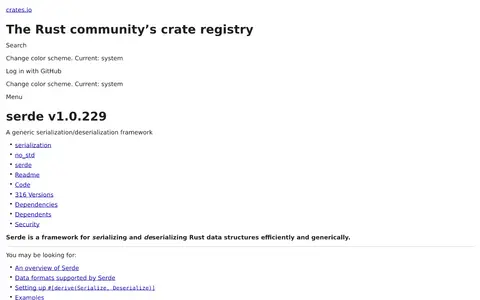 crates.io
The Rust community’s crate registry
Search
Change color scheme. Current: system
Log in with GitHub
Change color scheme. Current: system
Menu
serde v1.0.229
A generic serialization/deserialization framework
serialization
no_std
serde
Readme
Code
316 Versions
Dependencies
Dependents
Security
Serde is a framework for serializing and deserializing Rust data structures efficiently and generically.
You may be looking for:
An overview of Serde
Data formats supported by Serde
Setting up #[derive(Serialize, Deserialize)]
Examples